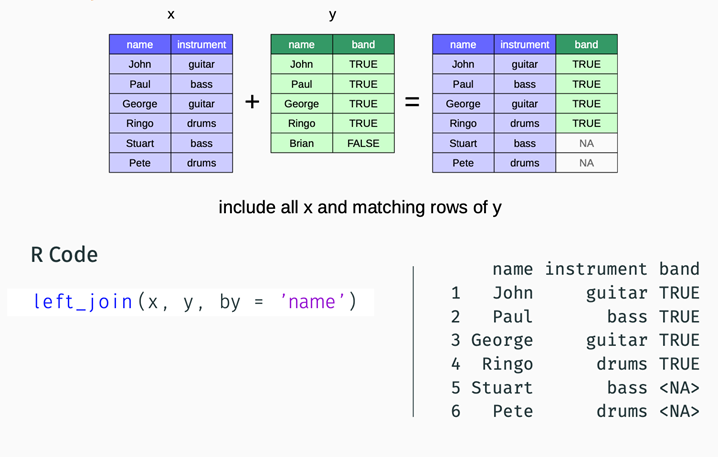 x y
name instrument name band name instrument band
John guitar John TRUE John guitar TRUE
Paul bass Paul TRUE Paul bass TRUE
George guitar + George TRUE = George guitar TRUE
Ringo drums Ringo TRUE Ringo drums TRUE
Stuart bass Brian FALSE Stuart bass NA
Pete drums Pete drums NA
include all x and matching rows of y
R Code
left_join(x, y, by = ’name’)
name instrument band
1 John guitar TRUE
2 Paul bass TRUE
3 George guitar TRUE
4 Ringo drums TRUE
5 Stuart bass <NA>
6 Pete drums <NA>